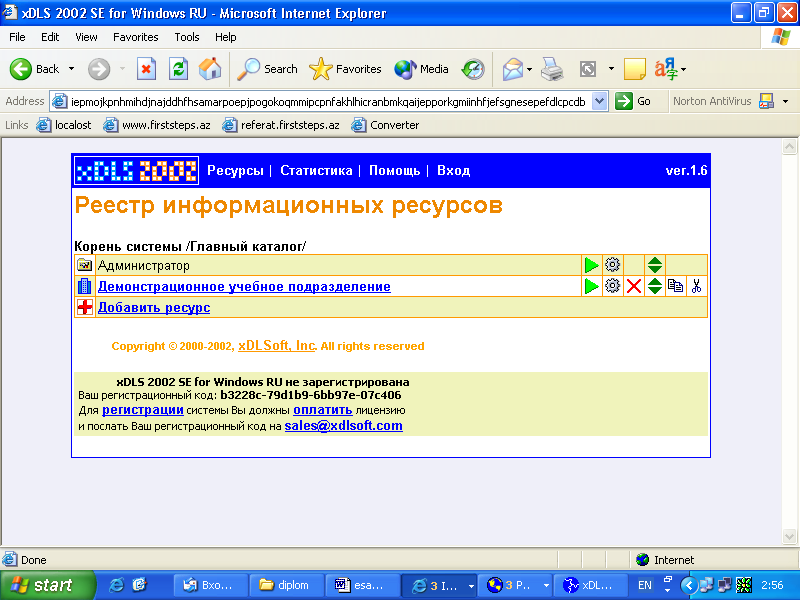 xDLS 2002 SE for Windows RU - Microsoft Internet Explorer
File Edit View Favorites Tools Help
Back Search Favorites Media
Address iepmojkpnhmihdjnajddhfhsamarpoepjpogokoqmmipcpnfakhlhicranbmkqaijepporkgmiinhfjefsgnesepefdlcpcdb Go Norton AntiVirus
Links localost www.firststeps.az referat.firststeps.az Converter
xDLS 2002 Ресурсы | Статистика | Помощь | Вход ver.1.6
Реестр информационных ресурсов
Корень системы /Главный каталог/
Администратор
Демонстрационное учебное подразделение
Добавить ресурс
Copyright © 2000-2002, xDLSoft, Inc. All rights reserved
xDLS 2002 SE for Windows RU не зарегистрирована
Ваш регистрационный код: b3228c-79d1b9-6bb97e-07c406
Для регистрации системы Вы должны оплатить лицензию
и послать Ваш регистрационный код на sales@xdlsoft.com
Done Internet
start Вхо... diplom esa... 3 I... 3 P... xDL... EN 2:56